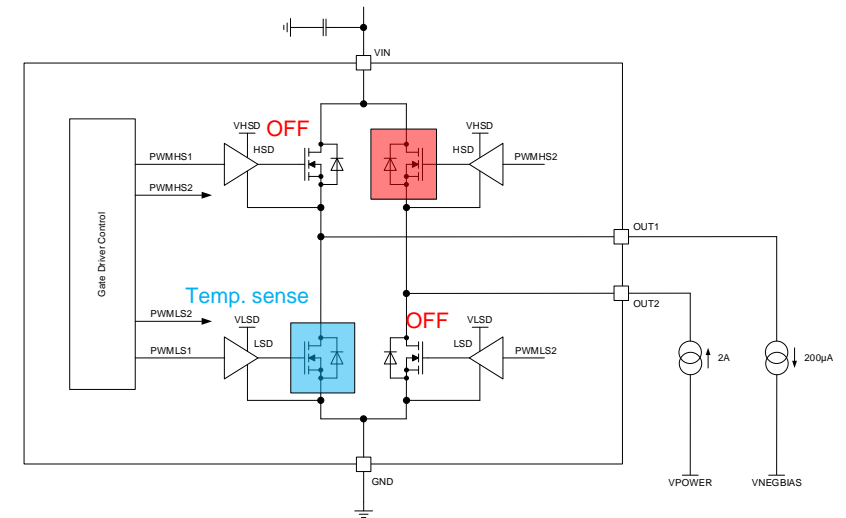 VIN
OFF
VHSD
HSD
PWMHS1
PWMHS2
VHSD
HSD
PWMHS2
Gate Driver Control
OUT1
OUT2
Temp. sense
OFF
PWMLS2
VLSD
LSD
PWMLS1
VLSD
LSD
PWMLS2
2A
200µA
GND
VPOWER
VNEGBIAS